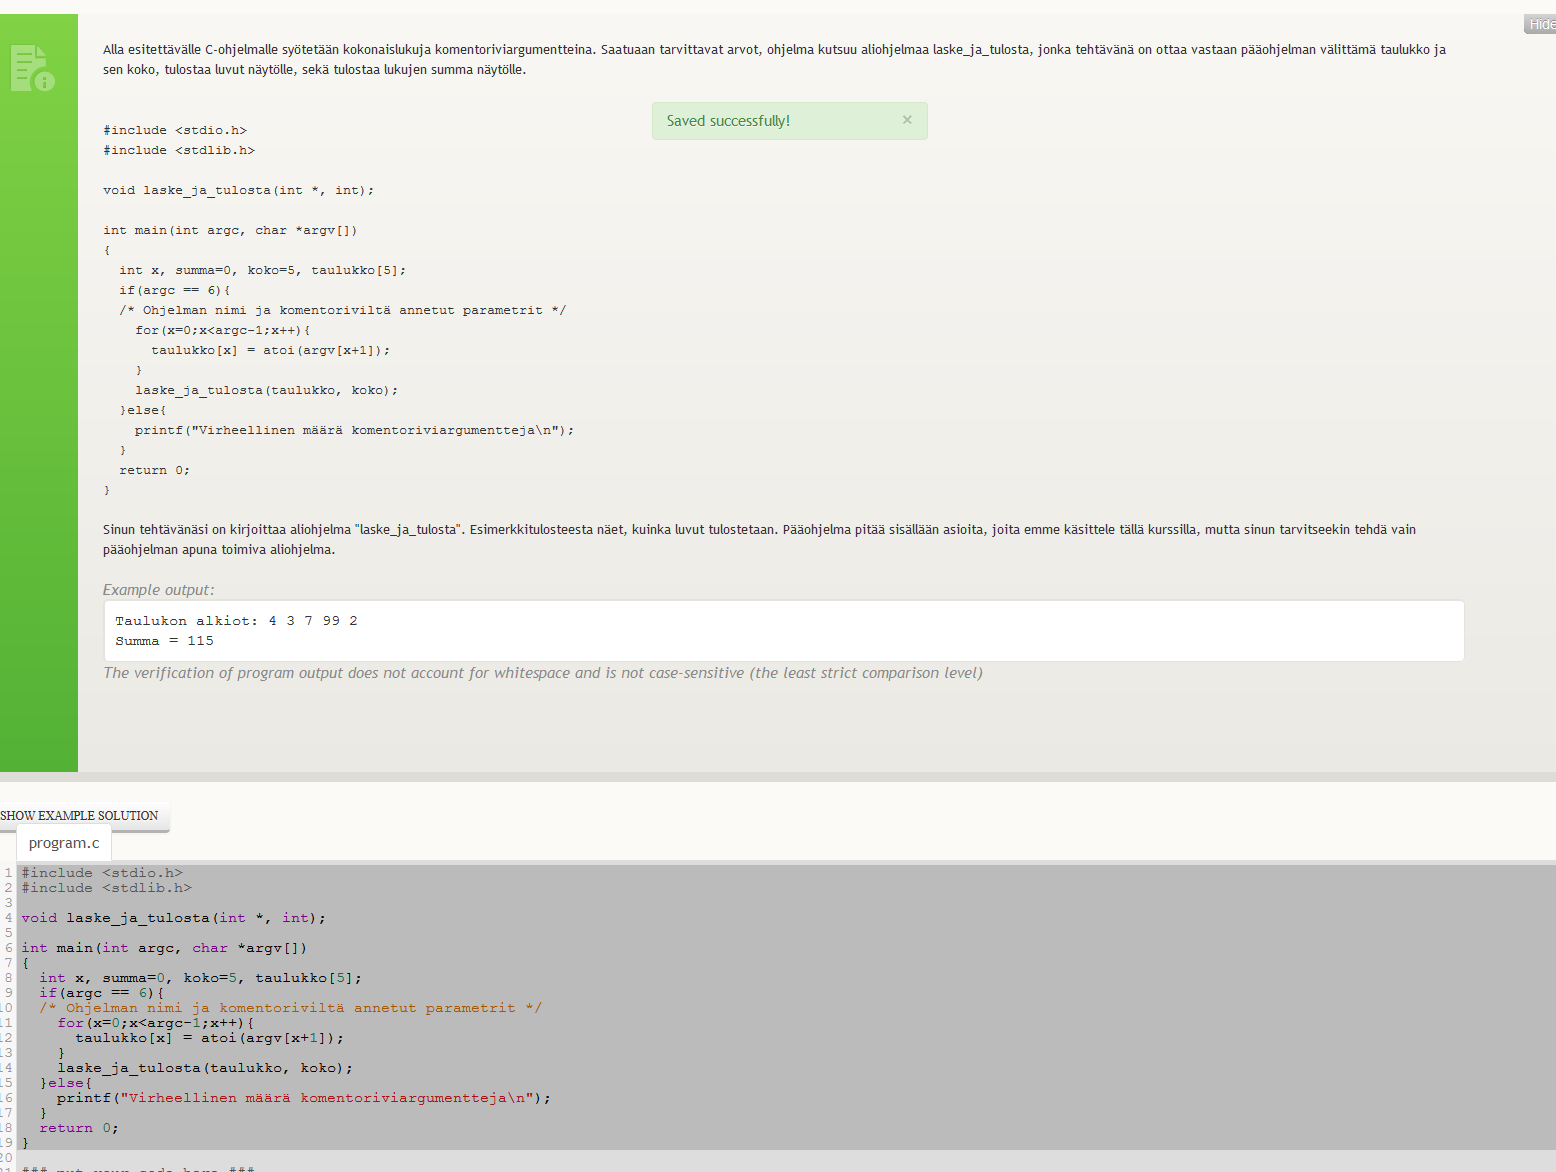 Hide
Alla esitettävälle C-ohjelmalle syötetään kokonaislukuja komentoriviargumentteina. Saatuaan tarvittavat arvot, ohjelma kutsuu aliohjelmaa laske_ja_tulosta, jonka tehtävänä on ottaa vastaan pääohjelman välittämä taulukko ja
sen koko, tulostaa luvut näytölle, sekä tulostaa lukujen summa näytölle.
Saved successfully! ×
#include <stdio.h>
#include <stdlib.h>
void laske_ja_tulosta(int *, int);
int main(int argc, char *argv[])
{
int x, summa=0, koko=5, taulukko[5];
if(argc == 6){
/* Ohjelman nimi ja komentoriviltä annetut parametrit */
for(x=0;x<argc-1;x++){
taulukko[x] = atoi(argv[x+1]);
}
laske_ja_tulosta(taulukko, koko);
}else{
printf("Virheellinen määrä komentoriviargumentteja\n");
}
return 0;
}
Sinun tehtävänäsi on kirjoittaa aliohjelma "laske_ja_tulosta". Esimerkkitulosteesta näet, kuinka luvut tulostetaan. Pääohjelma pitää sisällään asioita, joita emme käsittele tällä kurssilla, mutta sinun tarvitseekin tehdä vain
pääohjelman apuna toimiva aliohjelma.
Example output:
Taulukon alkiot: 4 3 7 99 2
Summa = 115
The verification of program output does not account for whitespace and is not case-sensitive (the least strict comparison level)
SHOW EXAMPLE SOLUTION
program.c
1 #include <stdio.h>
2 #include <stdlib.h>
3
4 void laske_ja_tulosta(int *, int);
5
6 int main(int argc, char *argv[])
7 {
8 int x, summa=0, koko=5, taulukko[5];
9 if(argc == 6){
10 /* Ohjelman nimi ja komentoriviltä annetut parametrit */
11 for(x=0;x<argc-1;x++){
12 taulukko[x] = atoi(argv[x+1]);
13 }
14 laske_ja_tulosta(taulukko, koko);
15 }else{
16 printf("Virheellinen määrä komentoriviargumentteja\n");
17 }
18 return 0;
19 }
20
21 ### put your code here ###